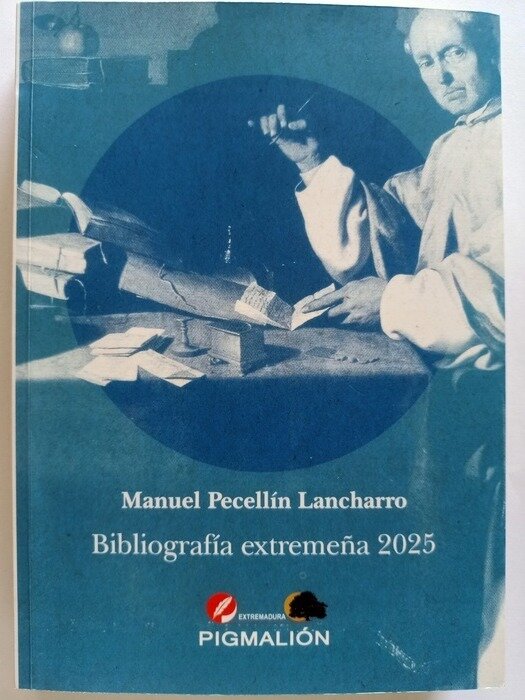 Manuel Pecellín Lancharro
Bibliografía extremeña 2025
EXTREMADURA
PIGMALIÓN